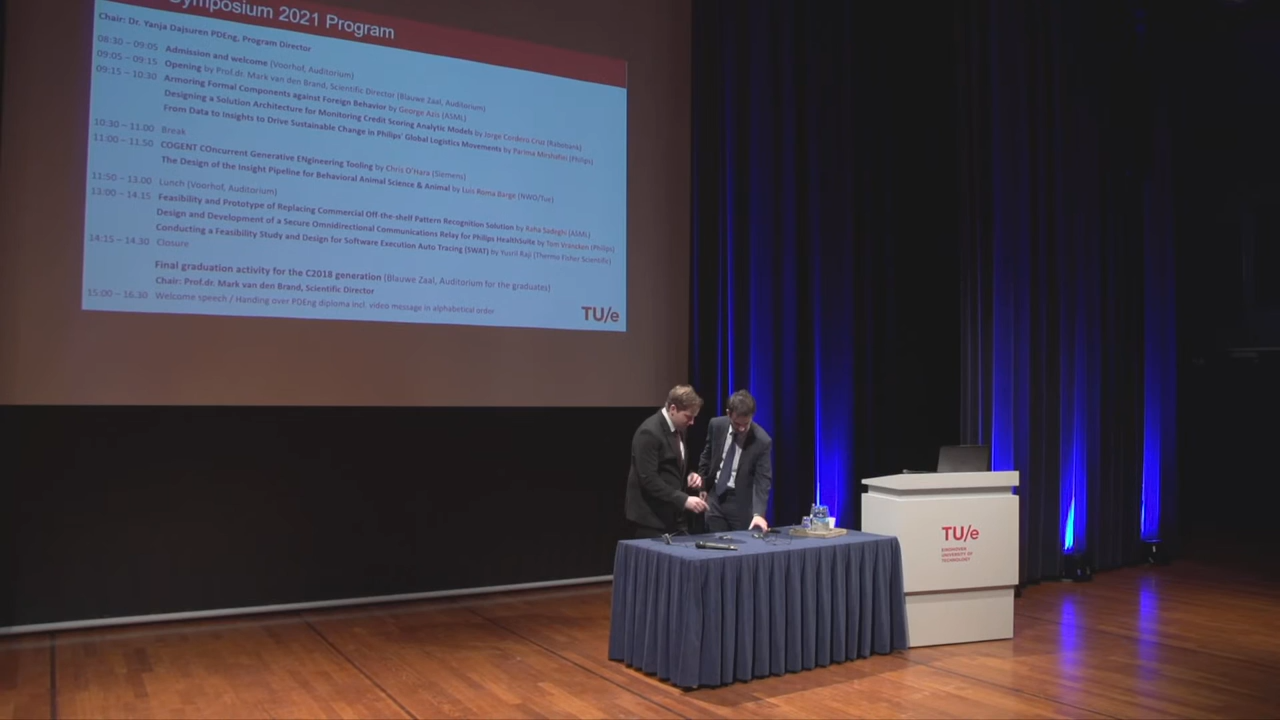 Symposium 2021 Program
Chair: Dr. Yanja Dajsuren PDEng, Program Director
08:30 – 09.05 Admission and welcome (Voorhof, Auditorium)
09:05 – 09.15 Opening by Prof.dr. Mark van den Brand, Scientific Director (Blauwe Zaal, Auditorium)
09:15 – 10:30 Armoring Formal Components against Foreign Behavior by George Azis (ASML)
Designing a Solution Architecture for Monitoring Credit Scoring Analytic Models by Jorge Cordero Cruz (Rabobank)
From Data to Insights to Drive Sustainable Change in Philips' Global Logistics Movements by Parinna Mirshafiei (Philips)
10:30 – 11.00 Break
11:00 – 11.50 COGENT COncurrent Generative ENgineering Tooling by Chris O'Hara (Siemens)
The Design of the Insight Pipeline for Behavioral Animal Science & Animal by Luis Roma Barge (NWO/Tue)
11:50 – 13.00 Lunch (Voorhof, Auditorium)
13:00 – 14.15 Feasibility and Prototype of Replacing Commercial Off-the-shelf Pattern Recognition Solution by Raha Sadeghi (ASML)
Design and Development of a Secure Omnidirectional Communications Relay for Philips HealthSuite by Tom Vrancken (Philips)
Conducting a Feasibility Study and Design for Software Execution Auto Tracing (SWAT) by Yusril Raji (Thermo Fisher Scientific)
14:15 – 14.30 Closure
Final graduation activity for the C2018 generation (Blauwe Zaal, Auditorium for the graduates)
Chair: Prof.dr. Mark van den Brand, Scientific Director
15:00 – 16.30 Welcome speech / Handing over PDEng diploma incl. video message in alphabetical order
TU/e
TU/e
EINDHOVEN
UNIVERSITY OF
TECHNOLOGY